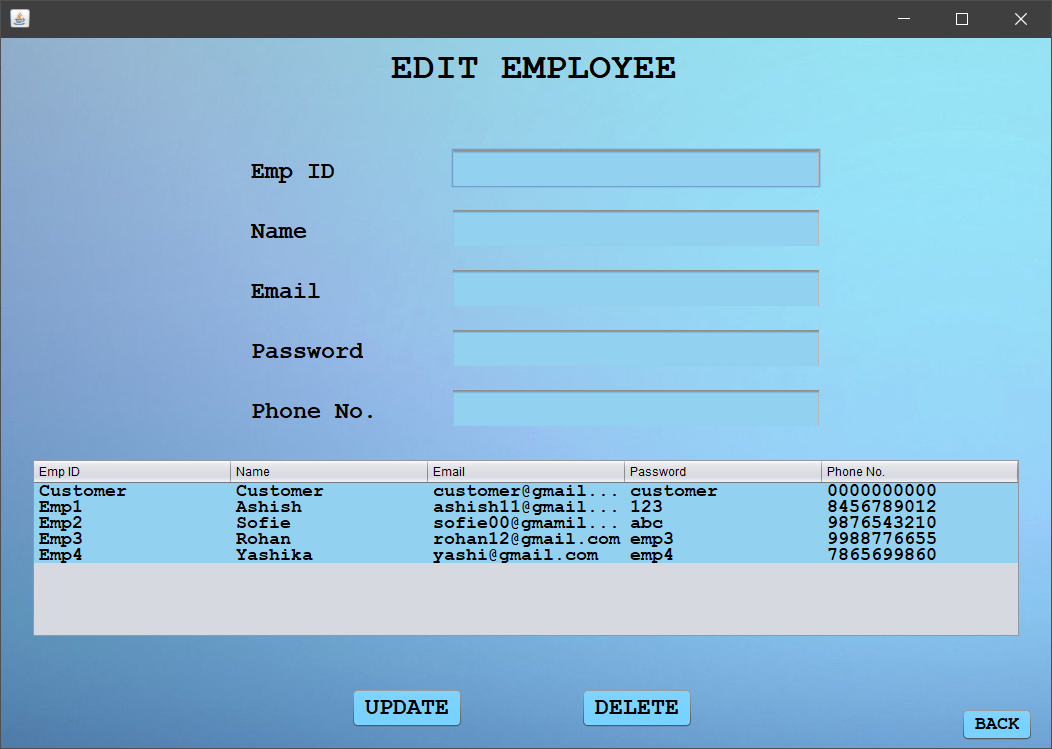 EDIT EMPLOYEE
Emp ID
Name
Email
Password
Phone No.
Emp ID Name Email Password Phone No.
Customer Customer customer@gmail... customer 0000000000
Emp1 Ashish ashish11@gmail... 123 8456789012
Emp2 Sofie sofie00@gmamil... abc 9876543210
Emp3 Rohan rohan12@gmail.com emp3 9988776655
Emp4 Yashika yashi@gmail.com emp4 7865699860
UPDATE DELETE
BACK